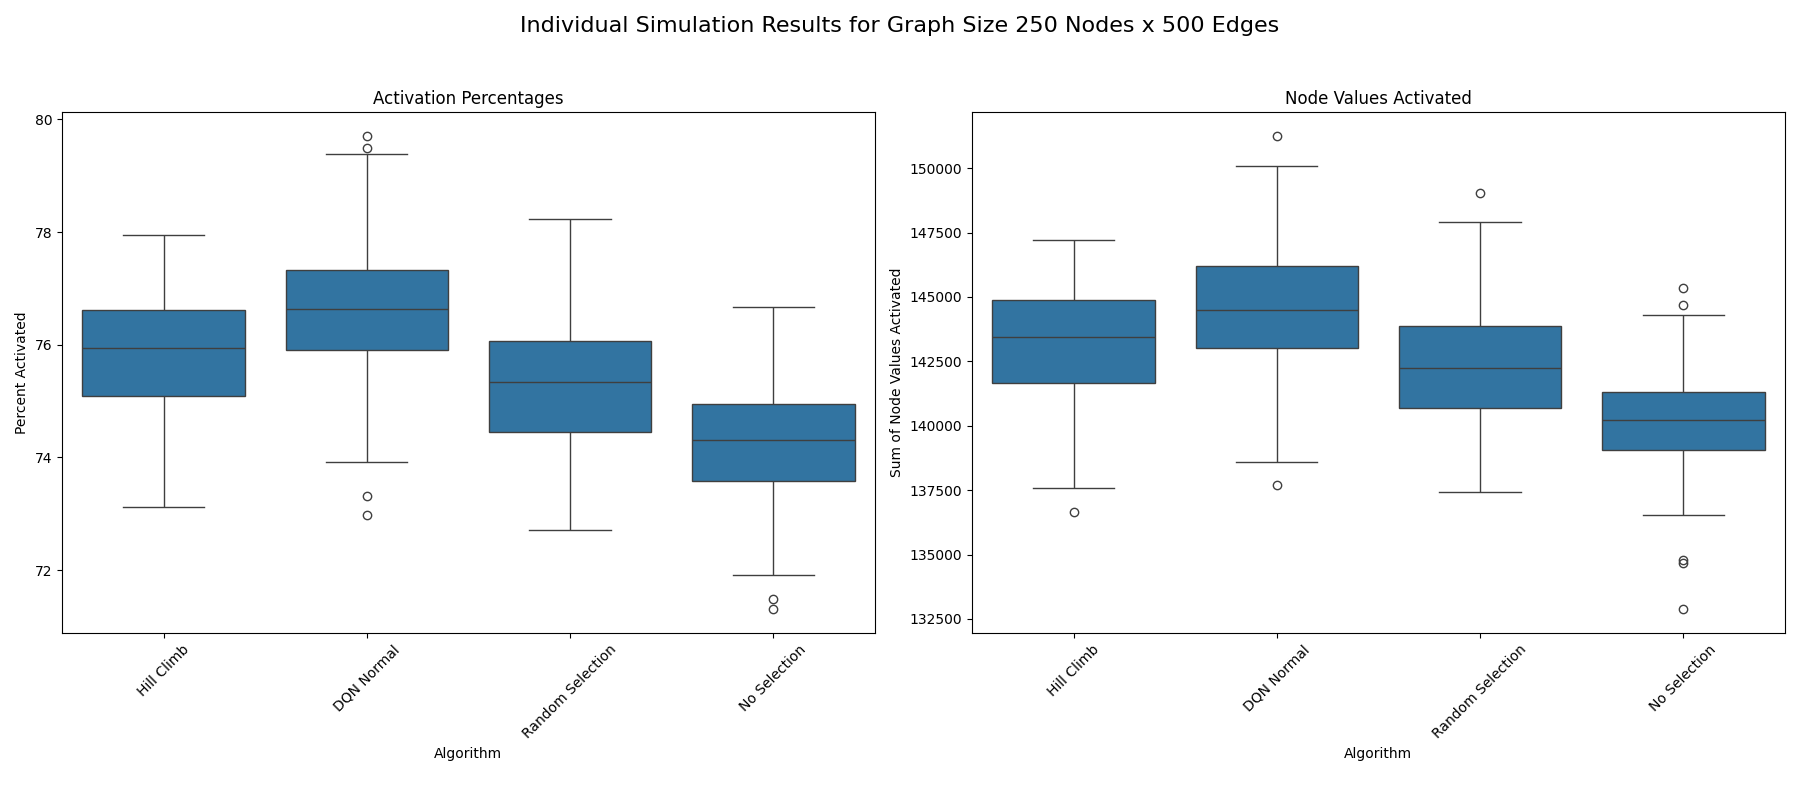 Individual Simulation Results for Graph Size 250 Nodes x 500 Edges
Activation Percentages
Percent Activated
80
78
76
74
72
Hill Climb
DQN Normal
Random Selection
No Selection
Algorithm
Node Values Activated
Sum of Node Values Activated
150000
147500
145000
142500
140000
137500
135000
132500
Hill Climb
DQN Normal
Random Selection
No Selection
Algorithm